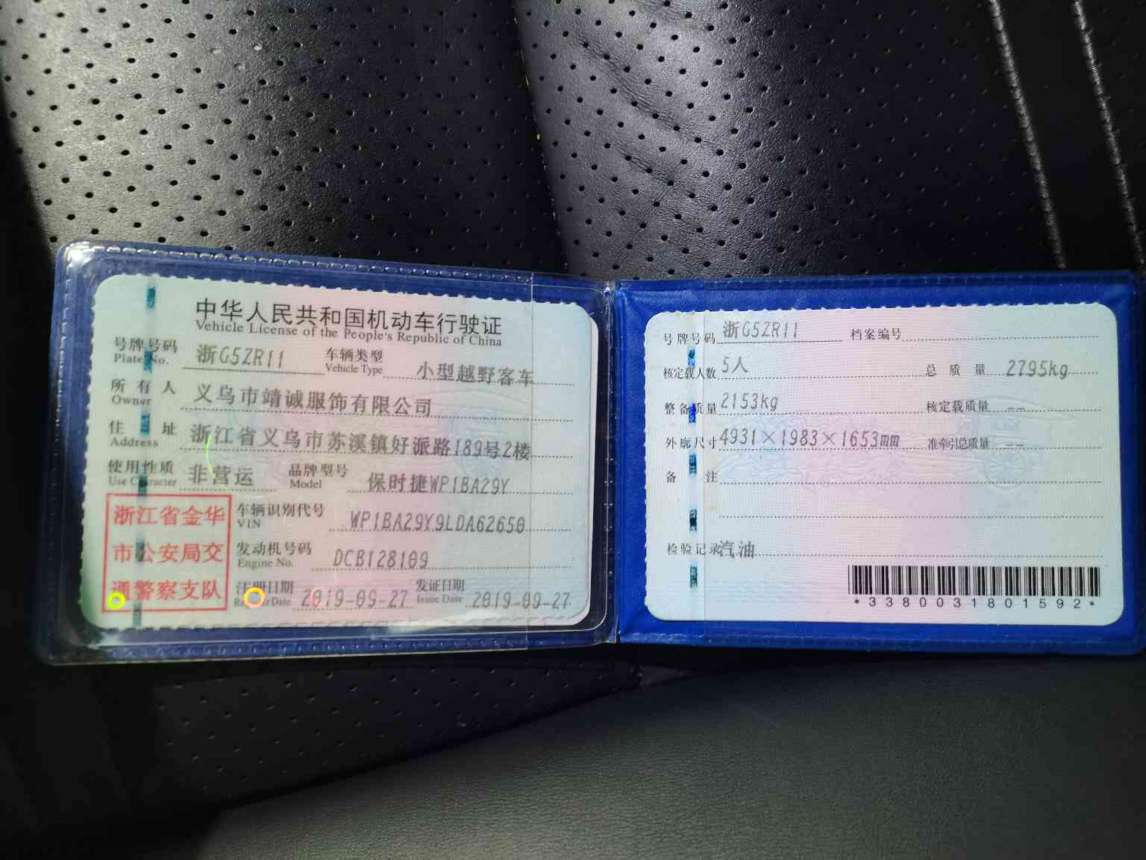 中华人民共和国机动车行驶证
Vehicle License of the People's Republic of China
号牌号码 浙G5ZR11 车辆类型 小型越野客车
Plate No. Vehicle Type
所有人 义乌市靖诚服饰有限公司
Owner
住址 浙江省义乌市苏溪镇好派路189号2楼
Address
使用性质 非营运 品牌型号 保时捷WP1BA29Y
Use Character Model
浙江省金华
市公安局交
通警察支队
车辆识别代号 WP1BA29Y9LDA62650
VIN
发动机号码 DCB128109
Engine No.
注册日期 2019-09-27 发证日期 2019-09-27
Register Date Issue Date
号牌号码 浙G5ZR11 档案编号
核定载人数 5人 总质量 2795kg
整备质量 2153kg 核定载质量 --
外廓尺寸 4931×1983×1653mm 准牵引总质量 --
备注
检验记录 汽油
*3380031801592*